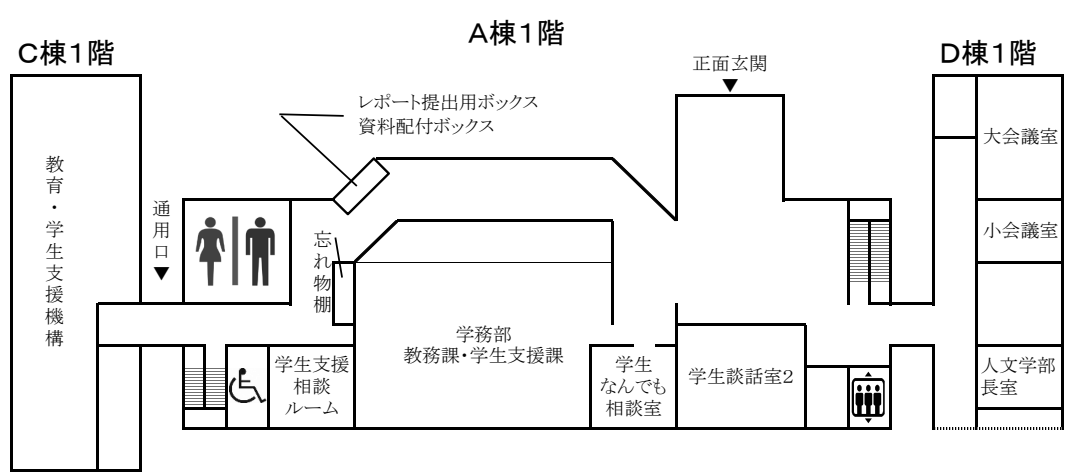 A棟1階
C棟1階
D棟1階
正面玄関
▼
レポート提出用ボックス
資料配付ボックス
大会議室
教育・学生支援機構
通用口▼
忘れ物棚
小会議室
学務部
教務課・学生支援課
学生支援
相談
ルーム
学生
なんでも
相談室
学生談話室2
人文学部
長室